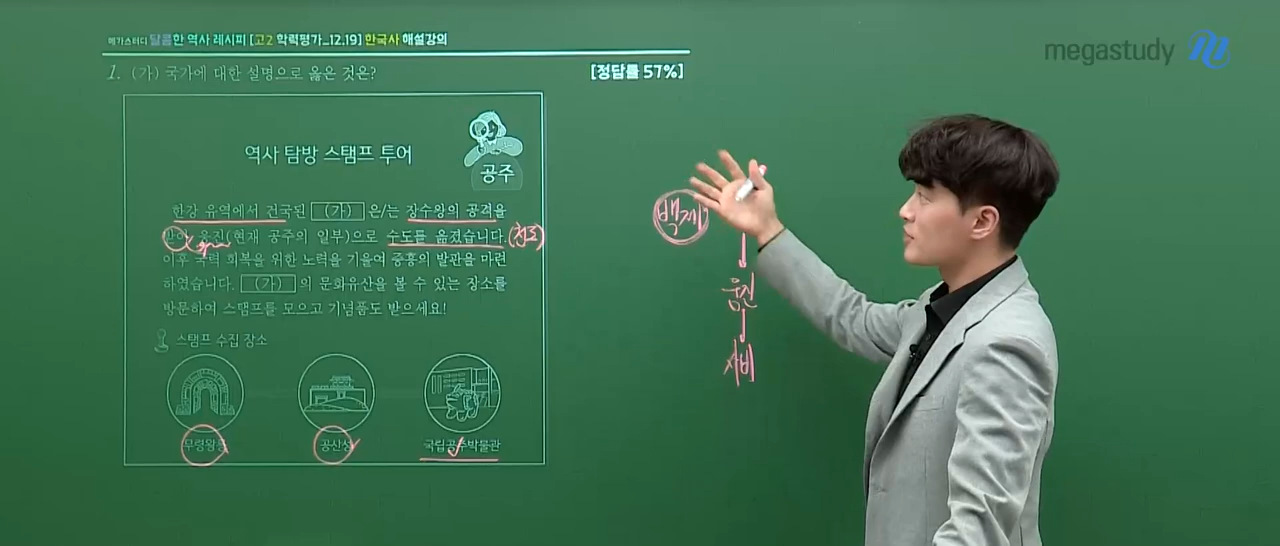 메가스터디 달콤한 역사 레시피 [고2 학력평가_12.19] 한국사 해설강의
megastudy
1. (가) 국가에 대한 설명으로 옳은 것은?
[정답률 57%]
역사 탐방 스탬프 투어
공주
한강 유역에서 건국된 (가) 은/는 장수왕의 공격을
받아 웅진(현재 공주의 일부)으로 수도를 옮겼습니다.
이후 국력 회복을 위한 노력을 기울여 중흥의 발판을 마련
하였습니다. (가) 의 문화유산을 볼 수 있는 장소를
방문하여 스탬프를 모으고 기념품도 받으세요!
스탬프 수집 장소
무령왕릉
공산성
국립공주박물관
백제
웅진
사비